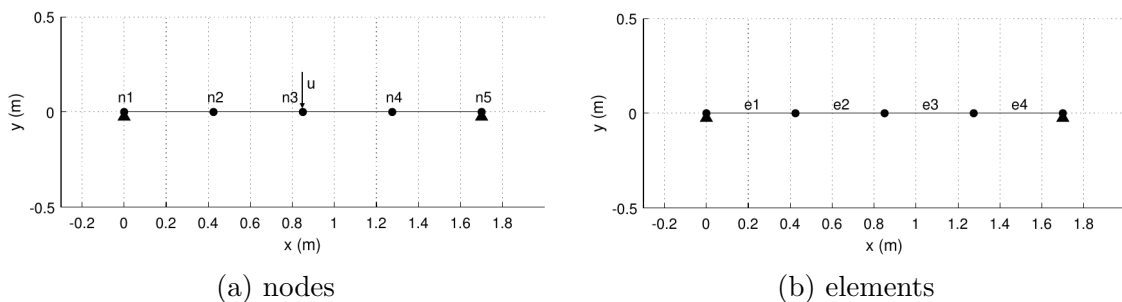 0.5
u
n1 n2 n3 n4 n5
y (m)
0
-0.5
-0.2 0 0.2 0.4 0.6 0.8 1 1.2 1.4 1.6 1.8
x (m)
(a) nodes
0.5
e1 e2 e3 e4
y (m)
0
-0.5
-0.2 0 0.2 0.4 0.6 0.8 1 1.2 1.4 1.6 1.8
x (m)
(b) elements